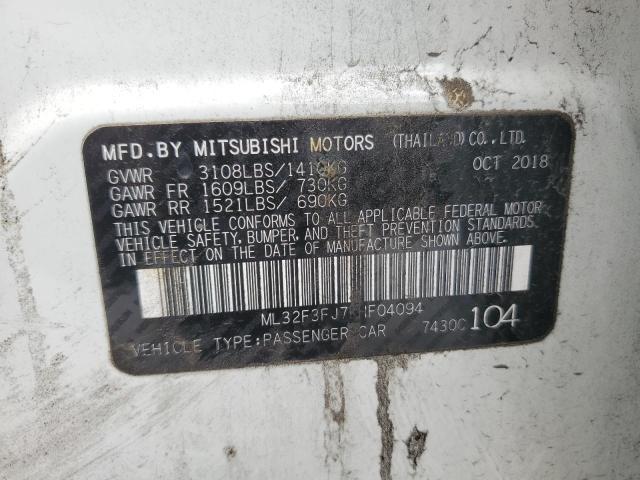 MFD.BY MITSUBISHI MOTORS (THAILAND) CO., LTD.
GVWR 3108LBS/1410KG OCT 2018
GAWR FR 1609LBS/ 730KG
GAWR RR 1521LBS/ 690KG
THIS VEHICLE CONFORMS TO ALL APPLICABLE FEDERAL MOTOR
VEHICLE SAFETY, BUMPER, AND THEFT PREVENTION STANDARDS
IN EFFECT ON THE DATE OF MANUFACTURE SHOWN ABOVE.
VEHICLE TYPE:PASSENGER CAR 7430C 104